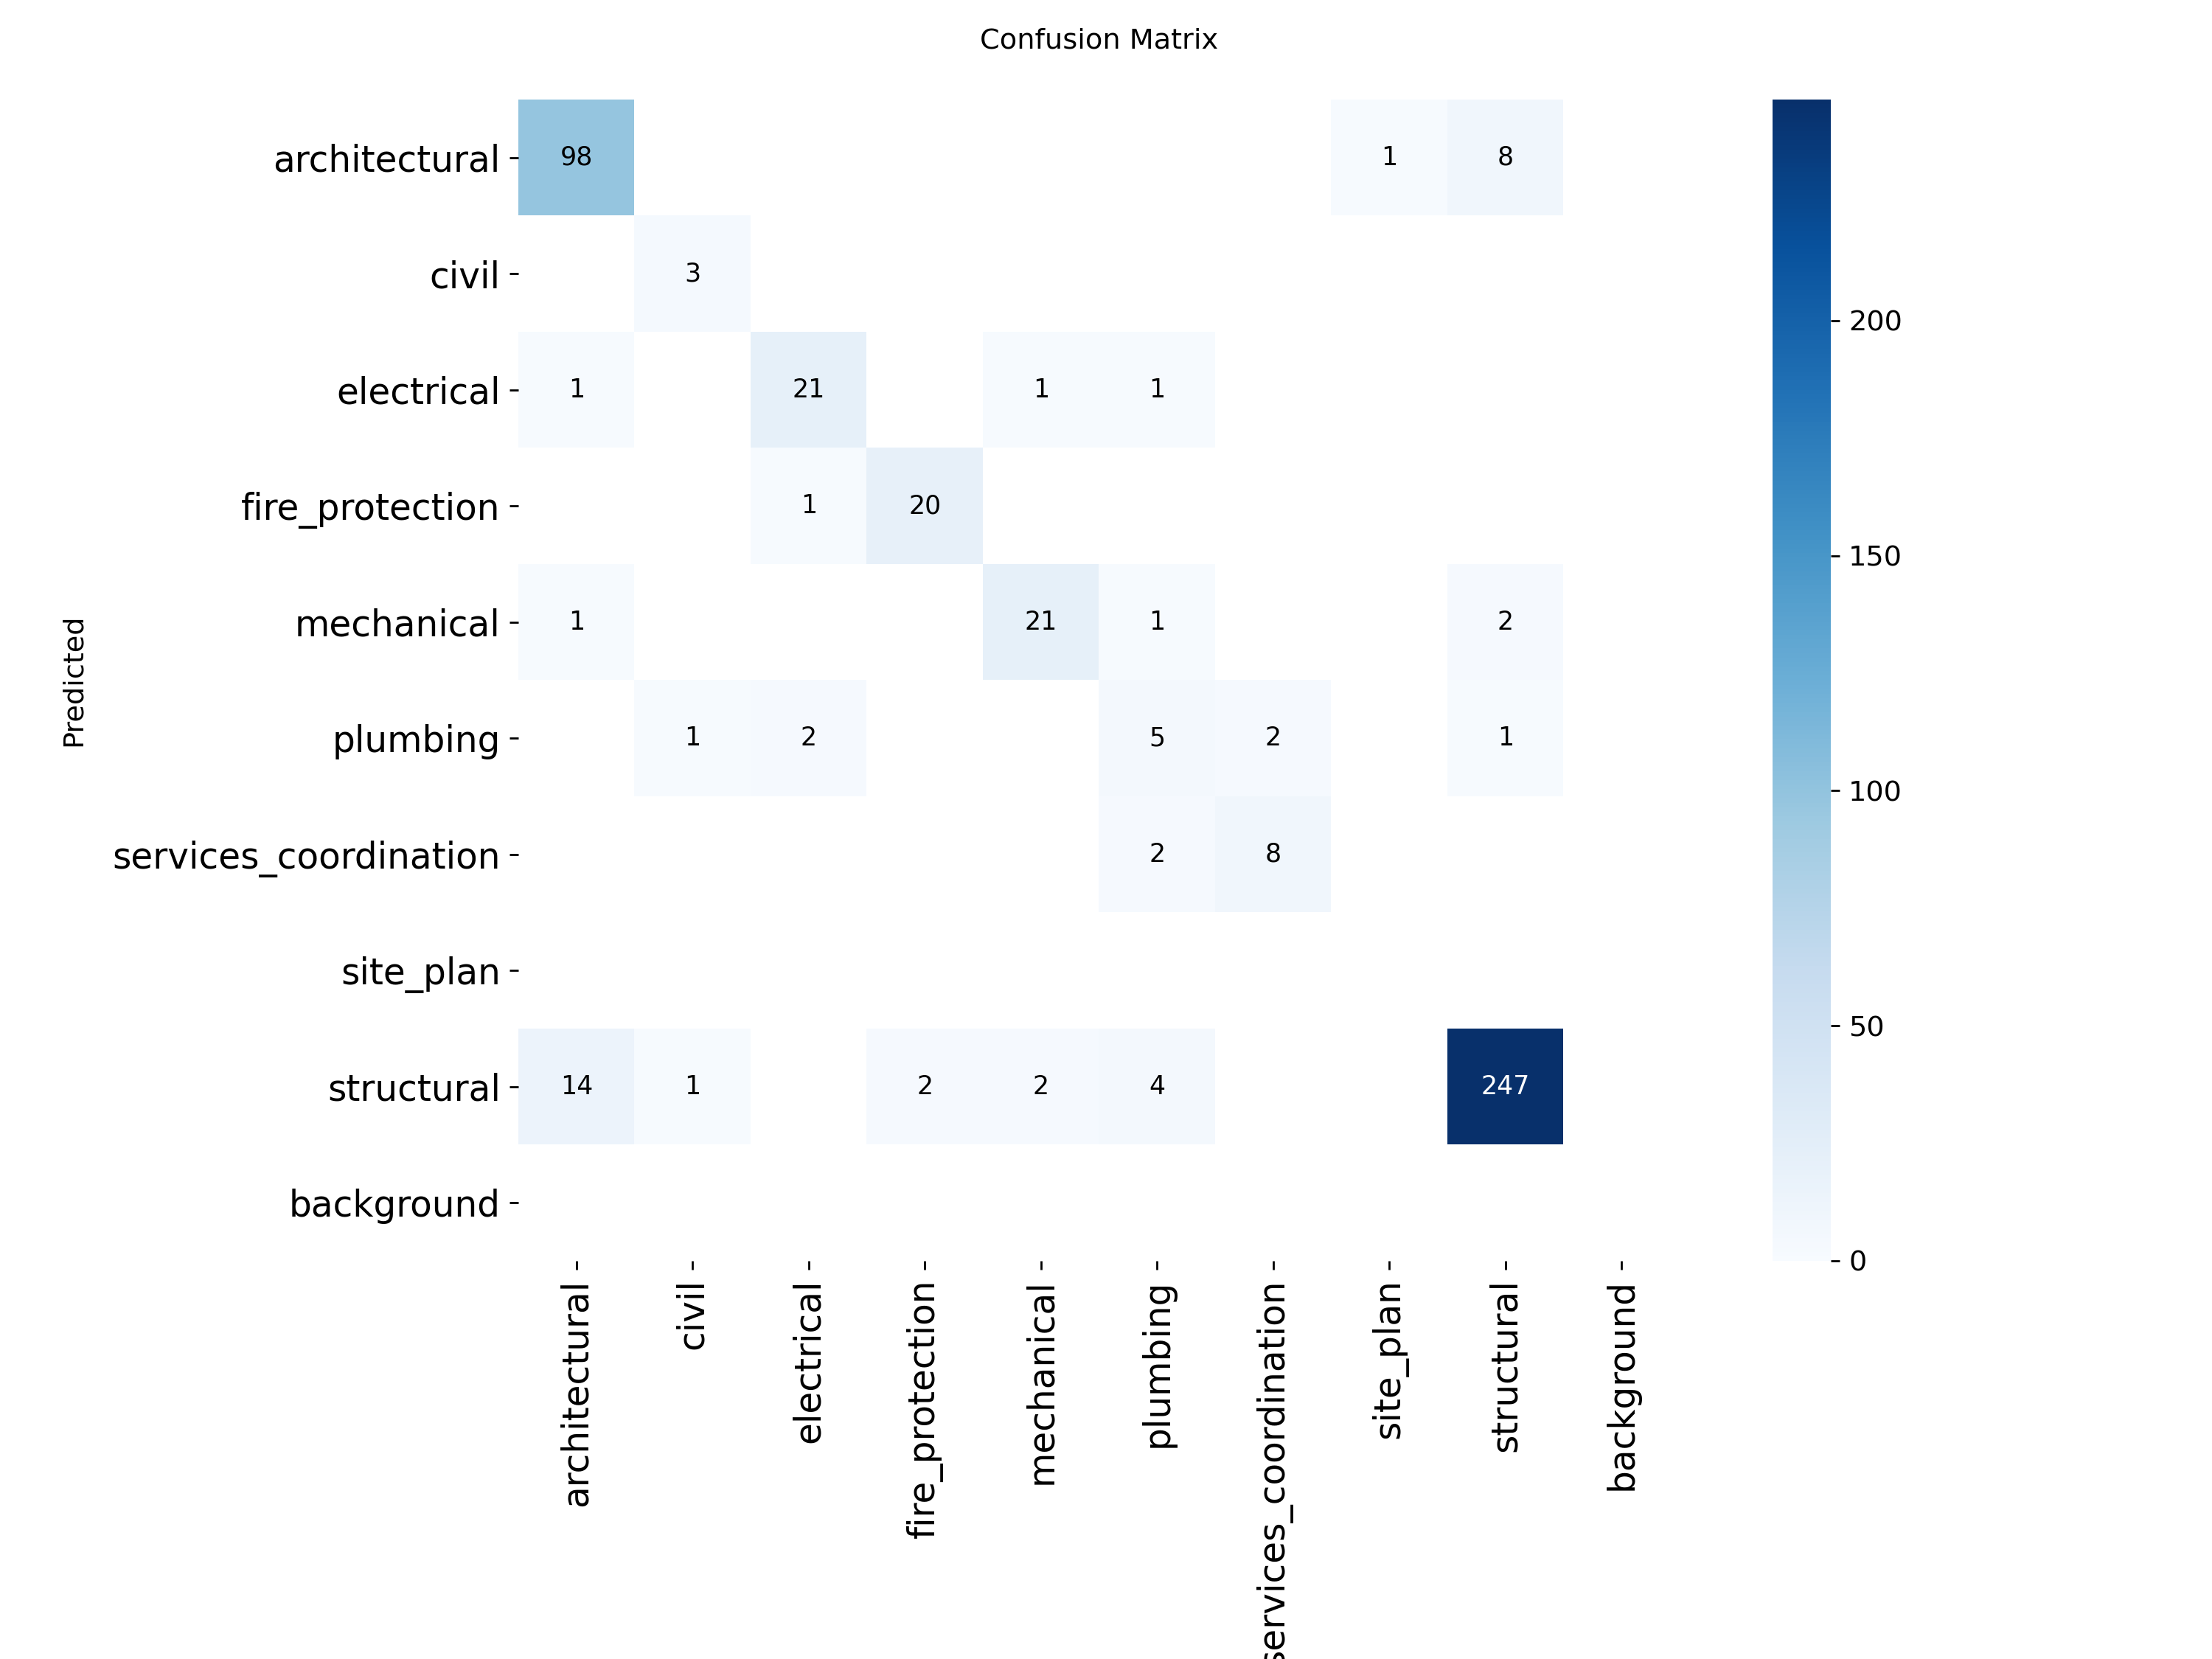 Confusion Matrix
Predicted
architectural 98 1 8
civil 3
electrical 1 21 1 1
fire_protection 1 20
mechanical 1 21 1 2
plumbing 1 2 5 2 1
services_coordination 2 8
site_plan
structural 14 1 2 2 4 247
background
architectural
civil
electrical
fire_protection
mechanical
plumbing
services_coordination
site_plan
structural
background
200
150
100
50
0